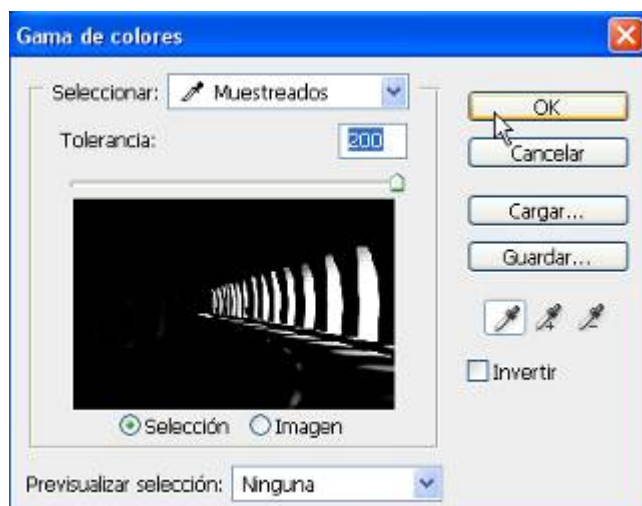 Gama de colores
Seleccionar: Muestreados
Tolerancia: 200
OK
Cancelar
Cargar...
Guardar...
Invertir
Selección Imagen
Previsualizar selección: Ninguna